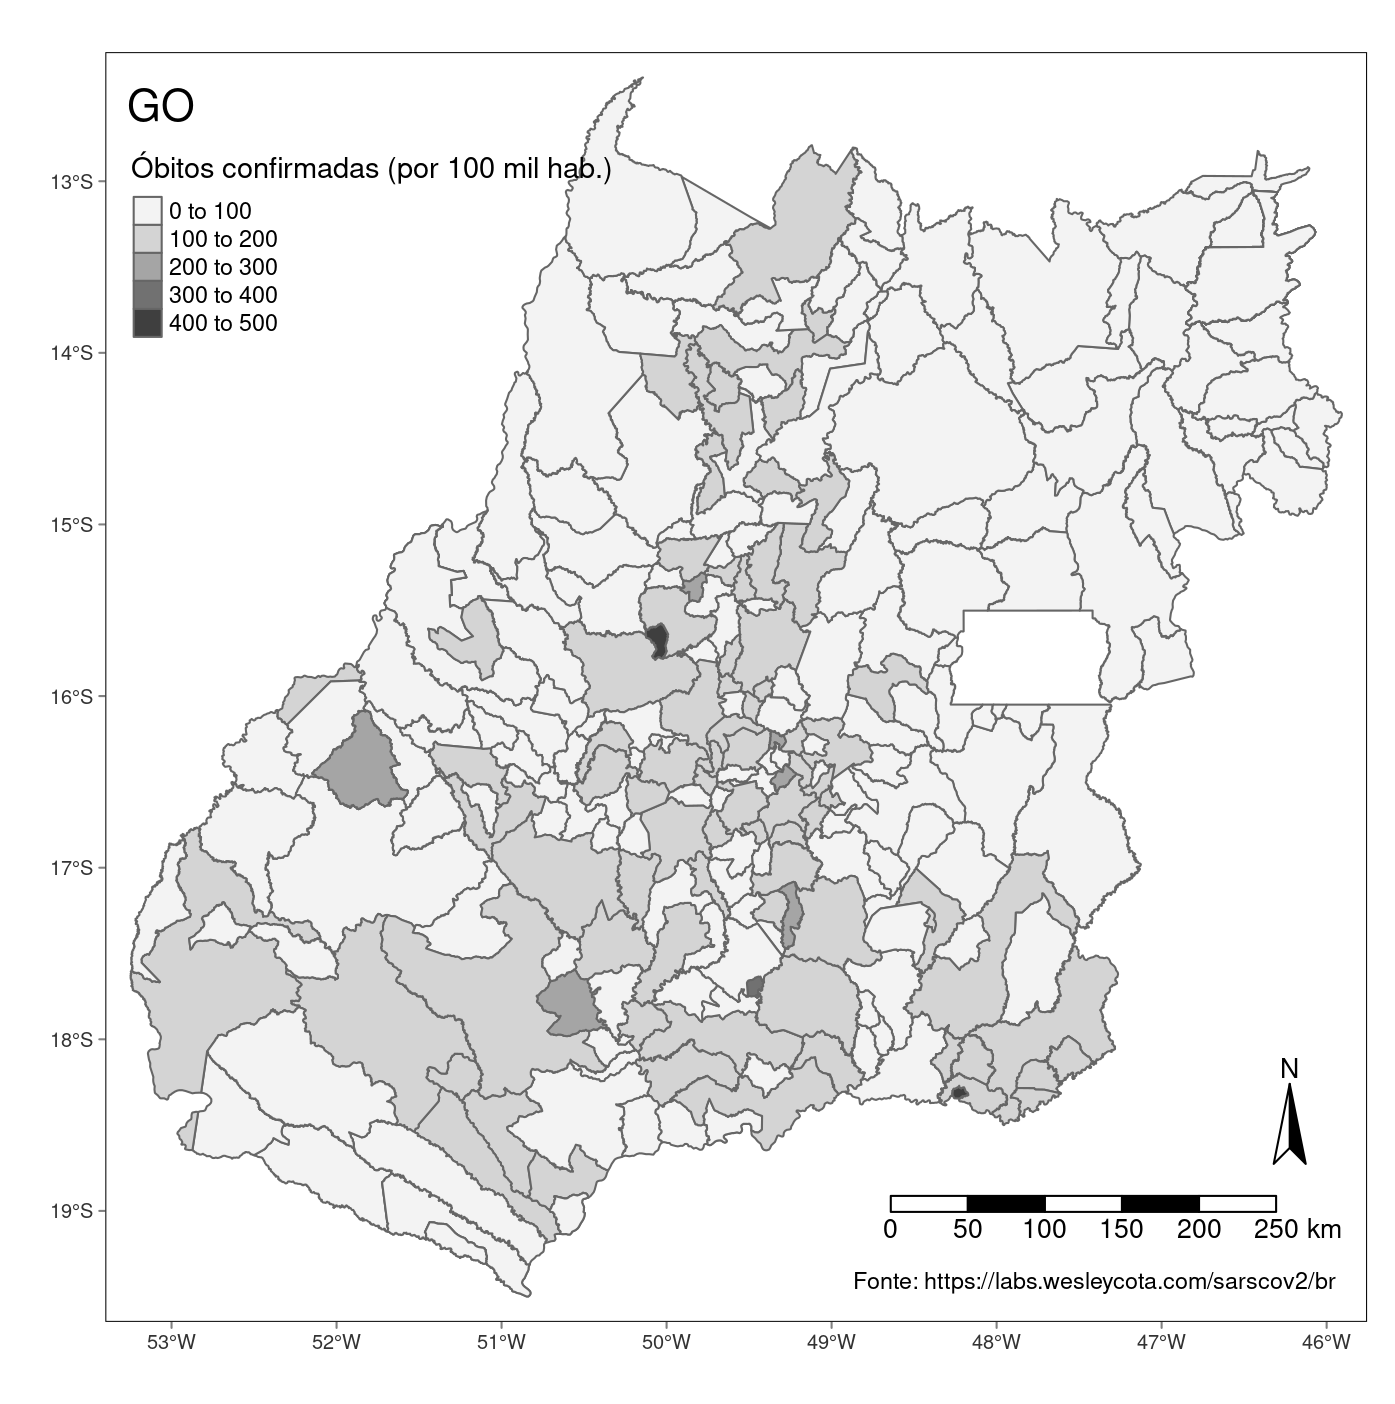 GO
Óbitos confirmadas (por 100 mil hab.)
0 to 100
100 to 200
200 to 300
300 to 400
400 to 500
13°S
14°S
15°S
16°S
17°S
18°S
19°S
N
0 50 100 150 200 250 km
Fonte: https://labs.wesleycota.com/sarscov2/br
53°W 52°W 51°W 50°W 49°W 48°W 47°W 46°W